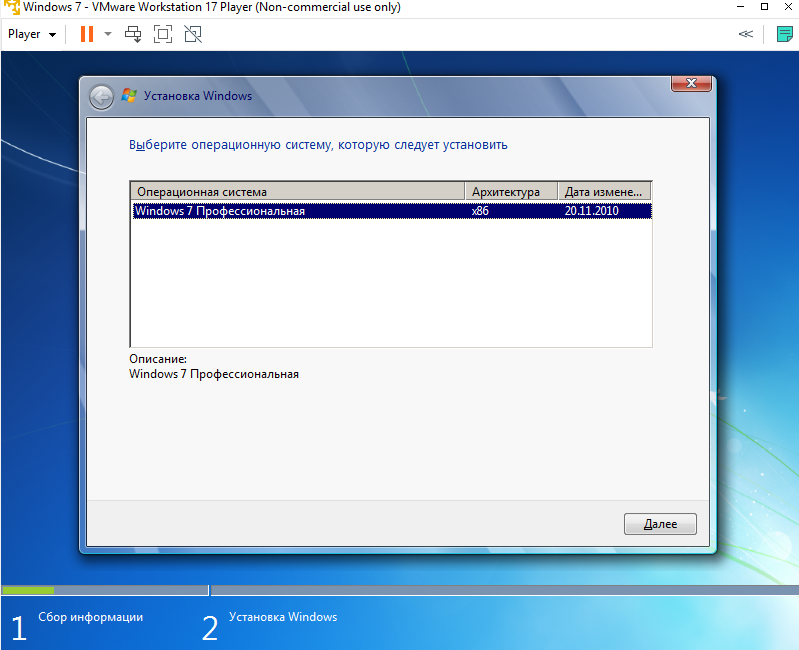 Windows 7 - VMware Workstation 17 Player (Non-commercial use only)
Player
Установка Windows
Выберите операционную систему, которую следует установить
Операционная система Архитектура Дата измене...
Windows 7 Профессиональная x86 20.11.2010
Описание:
Windows 7 Профессиональная
Далее
1 Сбор информации 2 Установка Windows